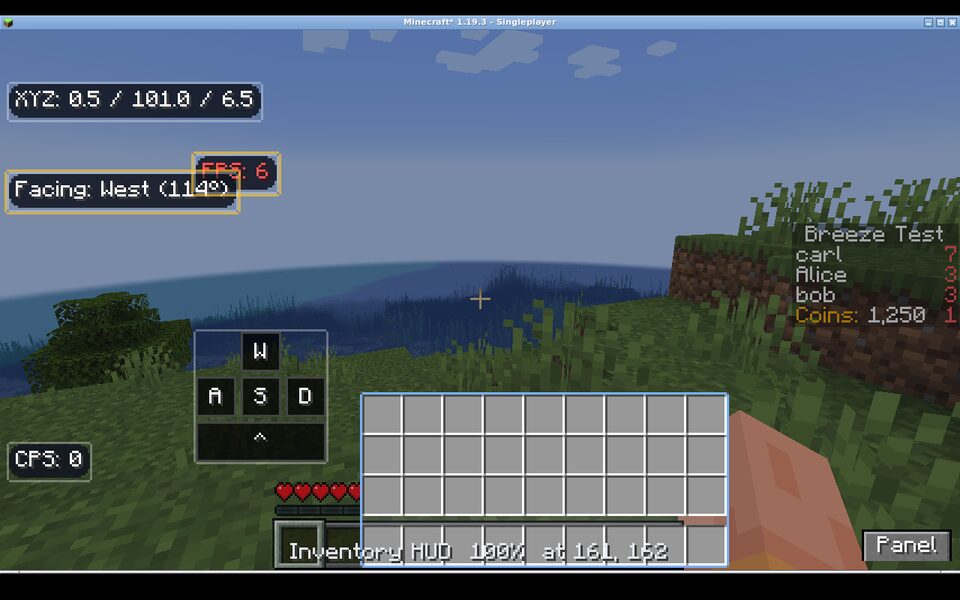 Minecraft* 1.19.3 - Singleplayer
XYZ: 0.5 / 101.0 / 6.5
FPS: 6
Facing: West (114º)
Breeze Test
carl 7
Alice 3
bob 3
Coins: 1,250 1
W
A S D
^
CPS: 0
Inventory HUD 100% at 161, 162
Panel